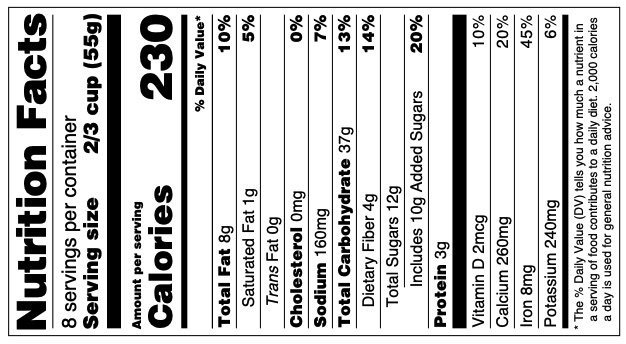 Nutrition Facts
8 servings per container
Serving size 2/3 cup (55g)
Amount per serving
Calories 230
% Daily Value*
Total Fat 8g 10%
Saturated Fat 1g 5%
Trans Fat 0g
Cholesterol 0mg 0%
Sodium 160mg 7%
Total Carbohydrate 37g 13%
Dietary Fiber 4g 14%
Total Sugars 12g
Includes 10g Added Sugars 20%
Protein 3g
Vitamin D 2mcg 10%
Calcium 260mg 20%
Iron 8mg 45%
Potassium 240mg 6%
* The % Daily Value (DV) tells you how much a nutrient in
a serving of food contributes to a daily diet. 2,000 calories
a day is used for general nutrition advice.